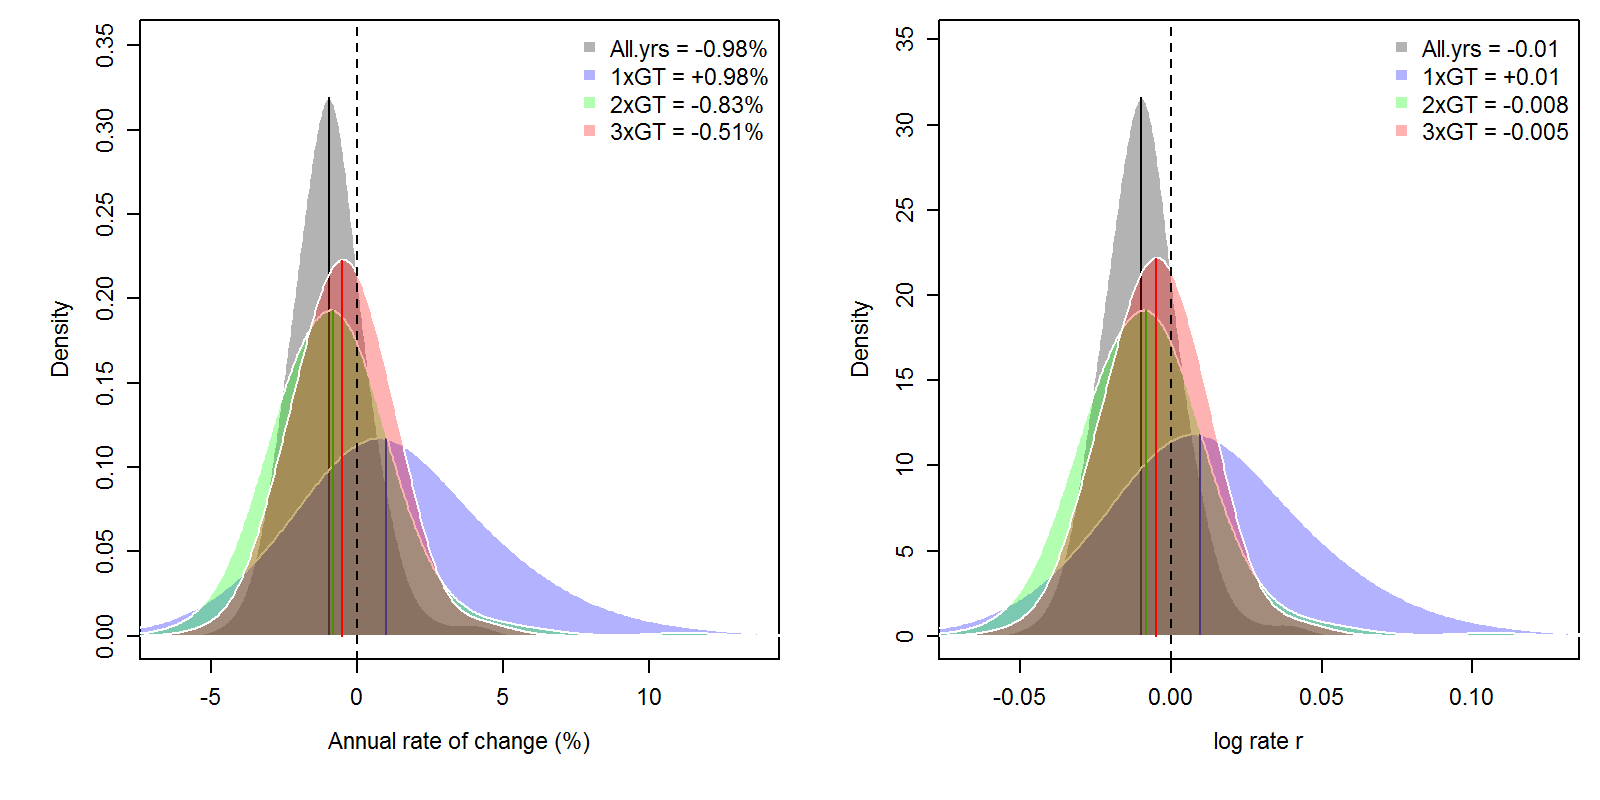 0.35
0.30
0.25
0.20
0.15
0.10
0.05
0.00
Density
All.yrs = -0.98%
1xGT = +0.98%
2xGT = -0.83%
3xGT = -0.51%
-5
0
5
10
Annual rate of change (%)
35
30
25
20
15
10
5
0
Density
All.yrs = -0.01
1xGT = +0.01
2xGT = -0.008
3xGT = -0.005
-0.05
0.00
0.05
0.10
log rate r